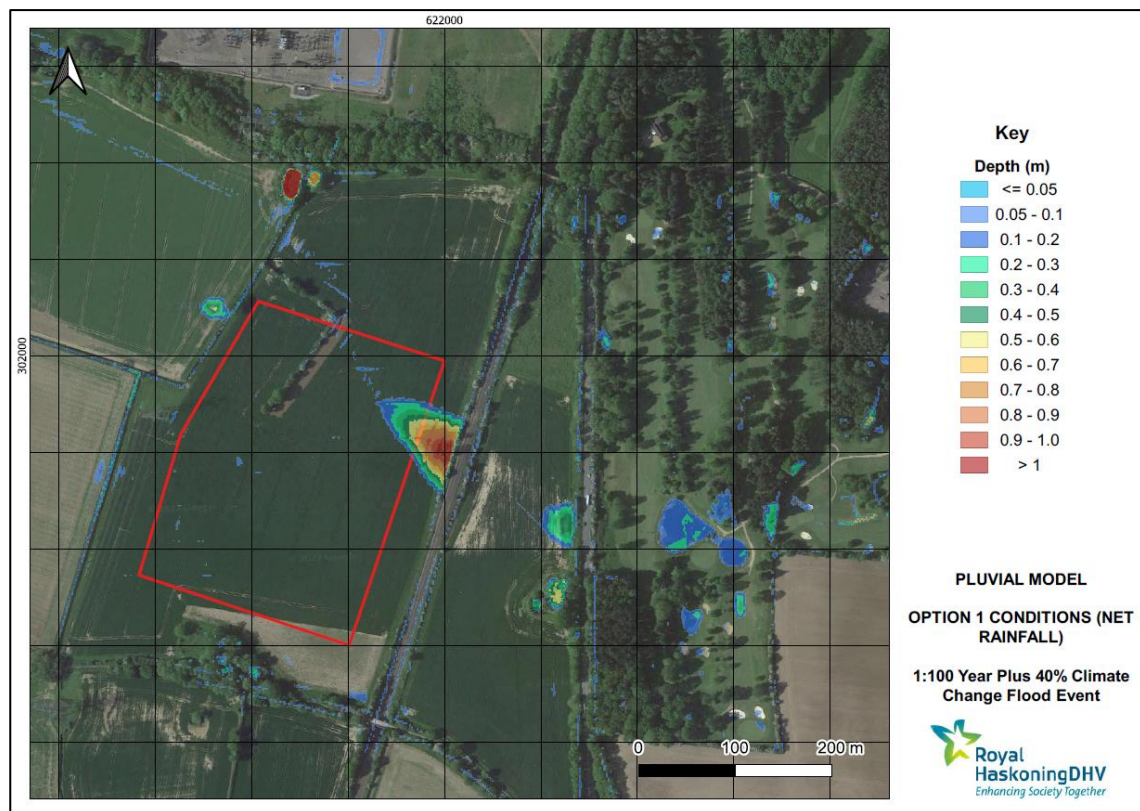 622000
302000
Key
Depth (m)
<= 0.05
0.05 - 0.1
0.1 - 0.2
0.2 - 0.3
0.3 - 0.4
0.4 - 0.5
0.5 - 0.6
0.6 - 0.7
0.7 - 0.8
0.8 - 0.9
0.9 - 1.0
> 1
PLUVIAL MODEL
OPTION 1 CONDITIONS (NET
RAINFALL)
1:100 Year Plus 40% Climate
Change Flood Event
0 100 200 m
Royal
HaskoningDHV
Enhancing Society Together